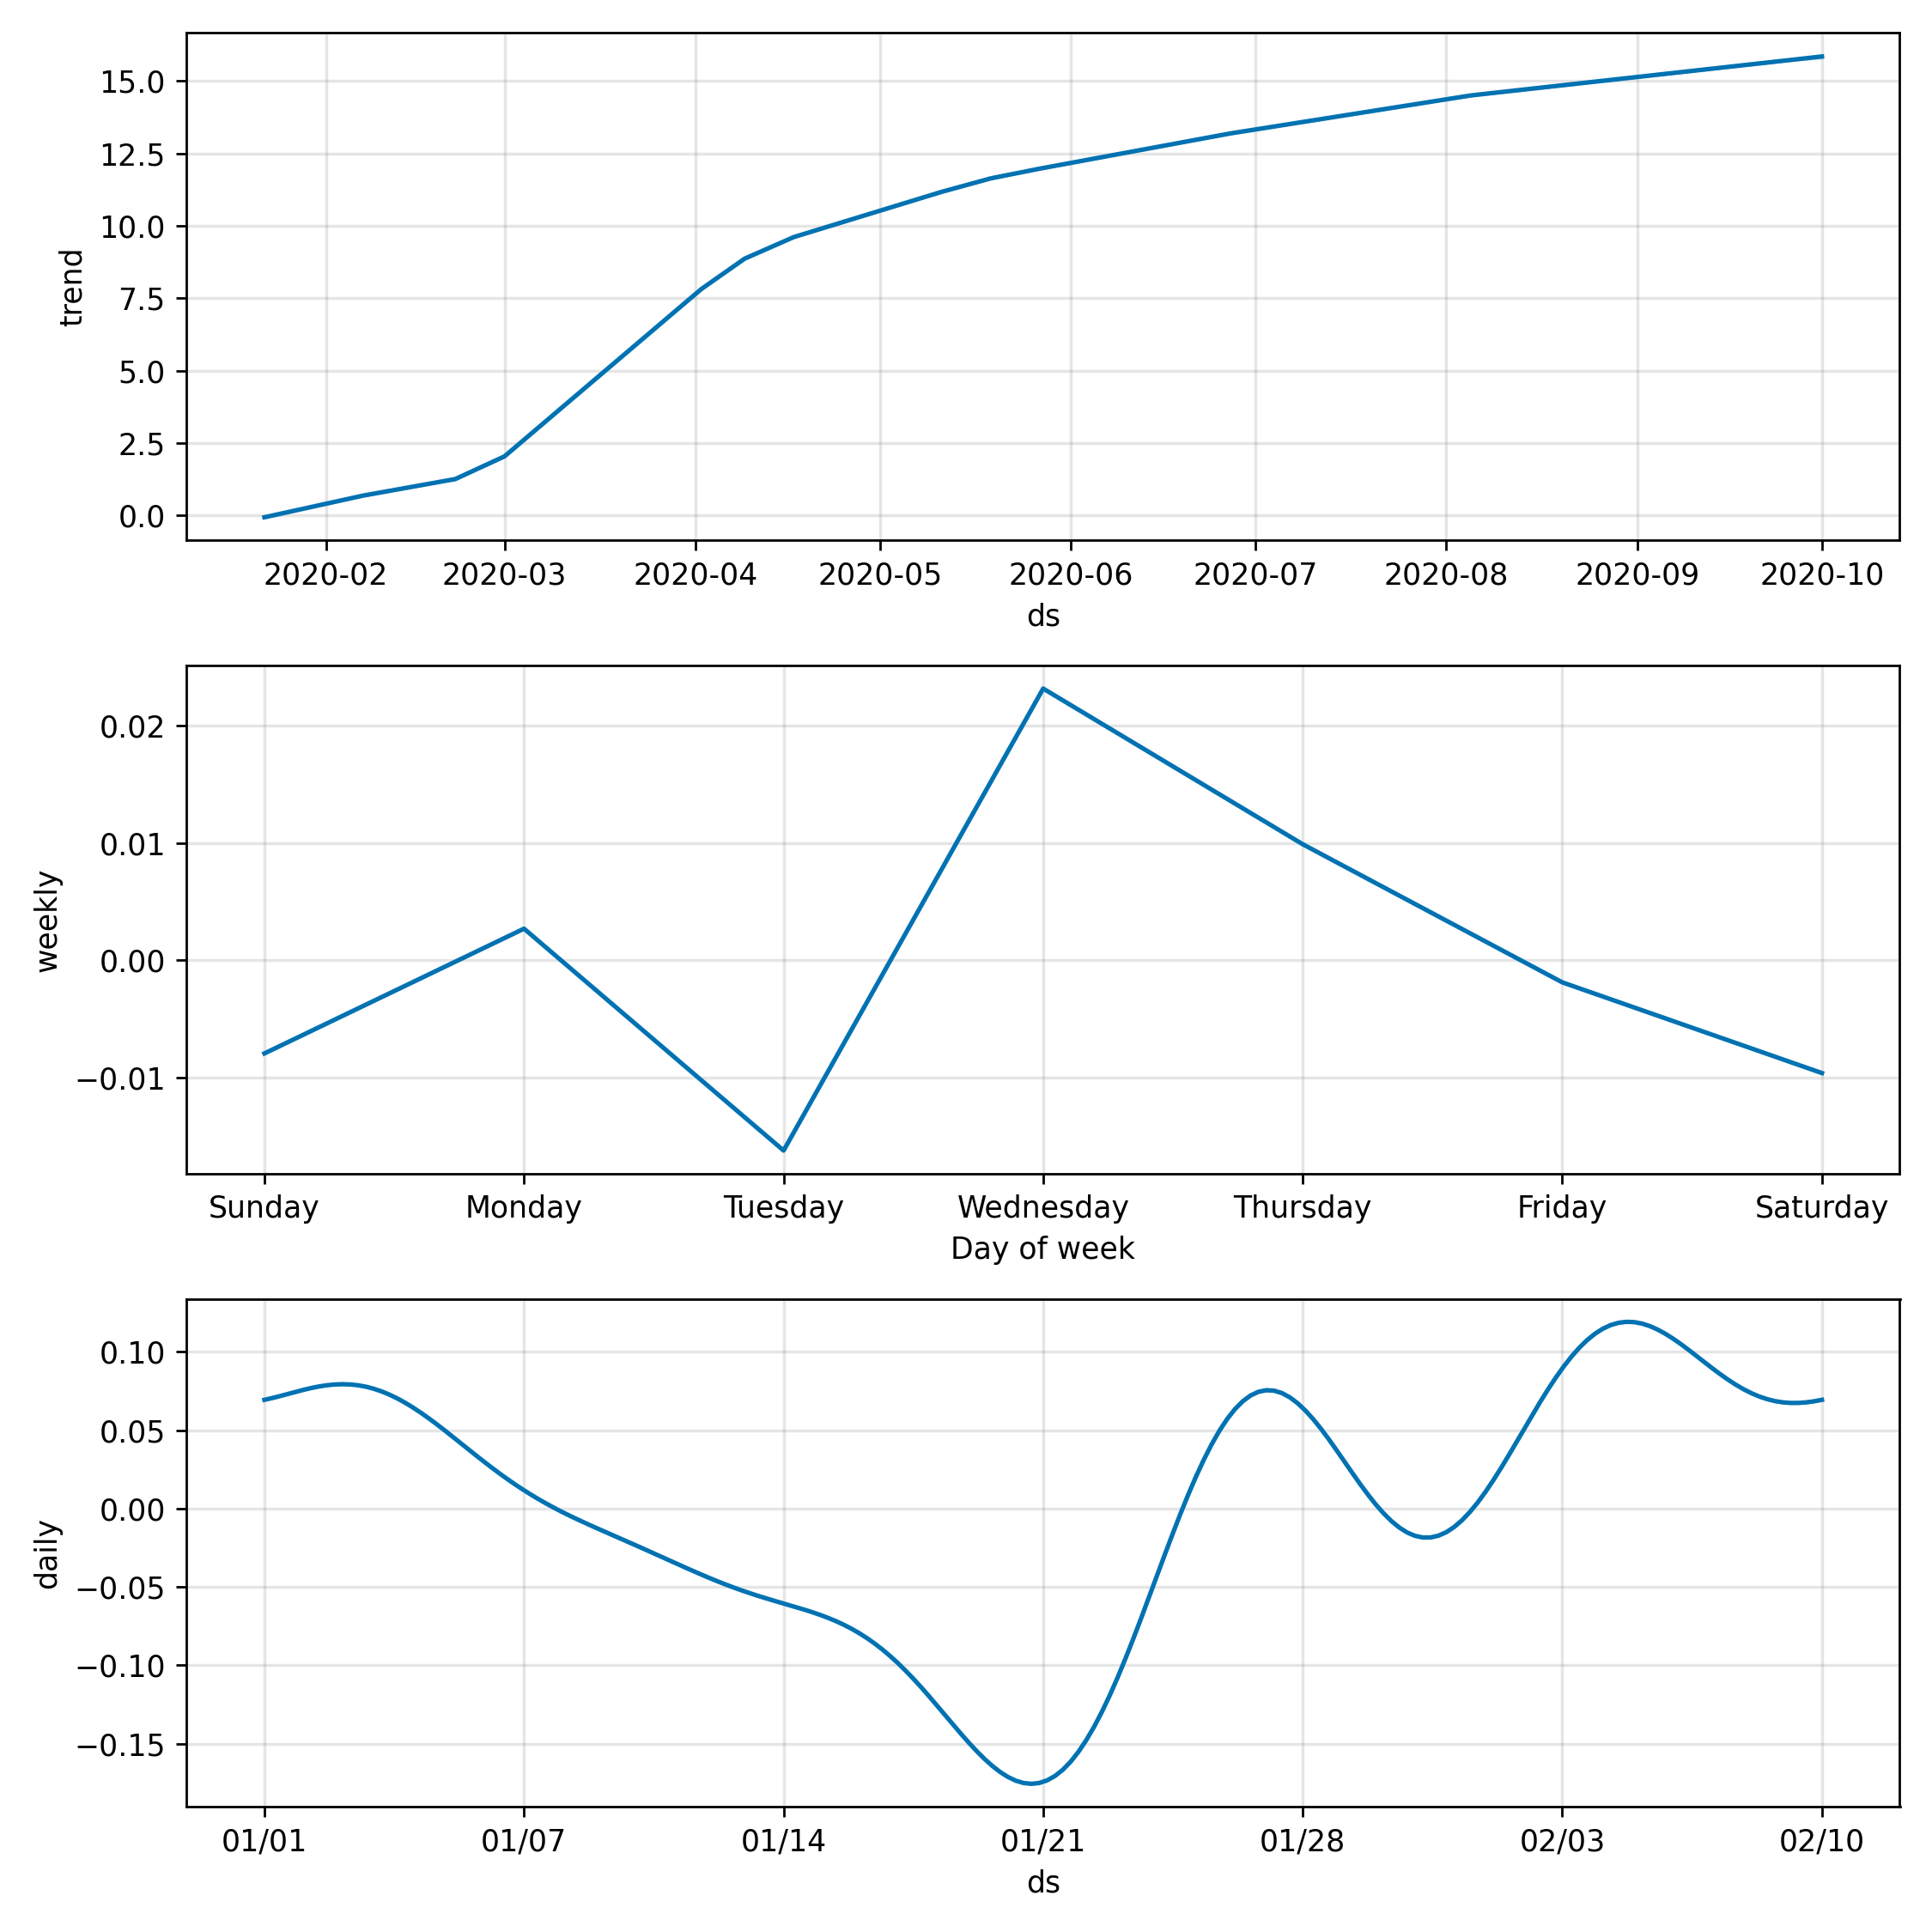 trend
15.0
12.5
10.0
7.5
5.0
2.5
0.0
2020-02 2020-03 2020-04 2020-05 2020-06 2020-07 2020-08 2020-09 2020-10
ds
weekly
0.02
0.01
0.00
−0.01
Sunday Monday Tuesday Wednesday Thursday Friday Saturday
Day of week
daily
0.10
0.05
0.00
−0.05
−0.10
−0.15
01/01 01/07 01/14 01/21 01/28 02/03 02/10
ds